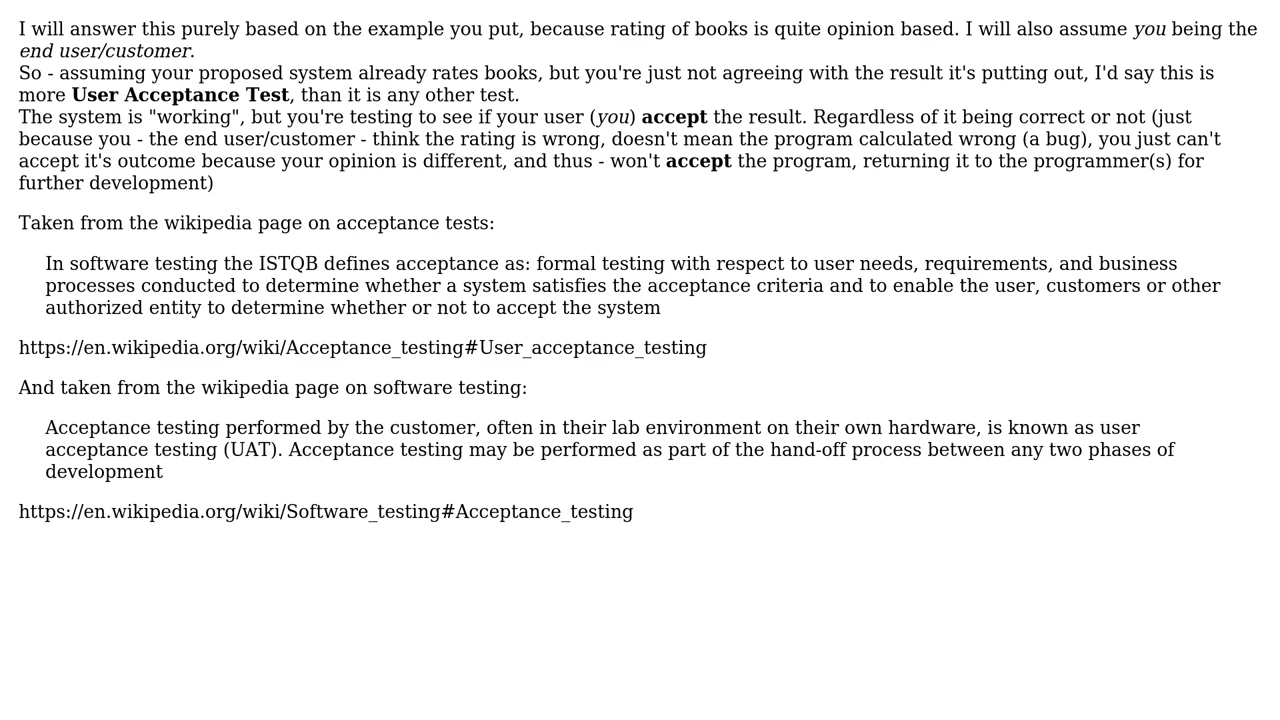 I will answer this purely based on the example you put, because rating of books is quite opinion based. I will also assume you being the
end user/customer.
So - assuming your proposed system already rates books, but you're just not agreeing with the result it's putting out, I'd say this is
more User Acceptance Test, than it is any other test.
The system is "working", but you're testing to see if your user (you) accept the result. Regardless of it being correct or not (just
because you - the end user/customer - think the rating is wrong, doesn't mean the program calculated wrong (a bug), you just can't
accept it's outcome because your opinion is different, and thus - won't accept the program, returning it to the programmer(s) for
further development)
Taken from the wikipedia page on acceptance tests:
In software testing the ISTQB defines acceptance as: formal testing with respect to user needs, requirements, and business
processes conducted to determine whether a system satisfies the acceptance criteria and to enable the user, customers or other
authorized entity to determine whether or not to accept the system
https://en.wikipedia.org/wiki/Acceptance_testing#User_acceptance_testing
And taken from the wikipedia page on software testing:
Acceptance testing performed by the customer, often in their lab environment on their own hardware, is known as user
acceptance testing (UAT). Acceptance testing may be performed as part of the hand-off process between any two phases of
development
https://en.wikipedia.org/wiki/Software_testing#Acceptance_testing